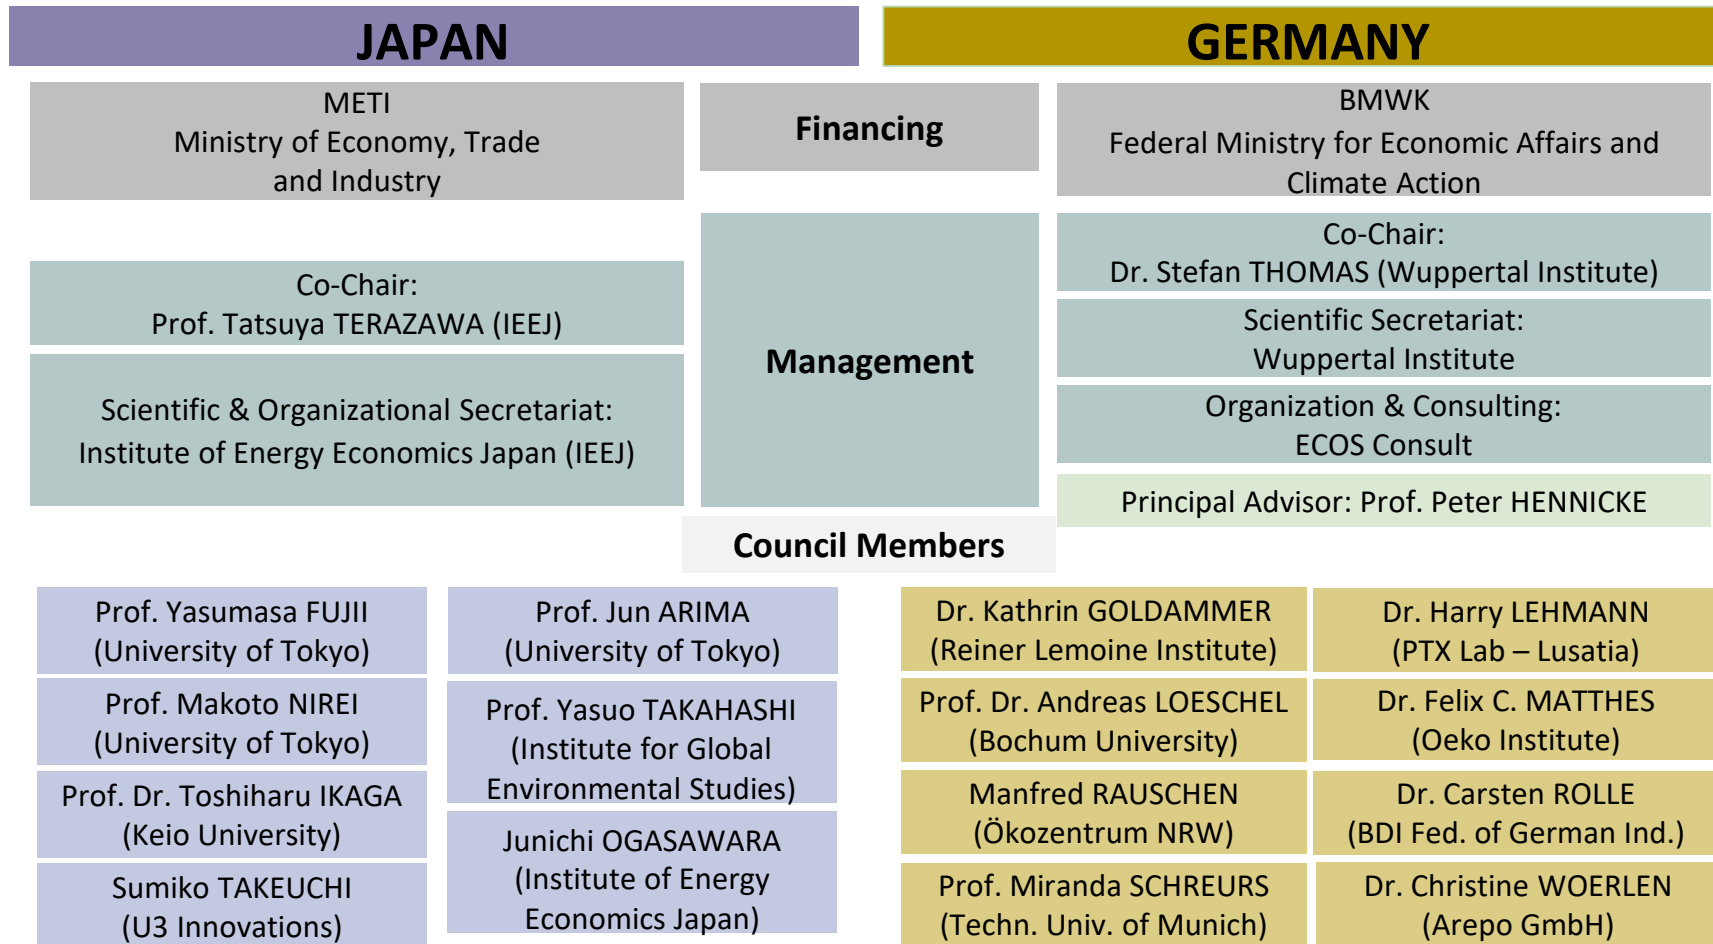 JAPAN
GERMANY
METI
Ministry of Economy, Trade
and Industry
Financing
BMWK
Federal Ministry for Economic Affairs and
Climate Action
Co-Chair:
Prof. Tatsuya TERAZAWA (IEEJ)
Scientific & Organizational Secretariat:
Institute of Energy Economics Japan (IEEJ)
Management
Co-Chair:
Dr. Stefan THOMAS (Wuppertal Institute)
Scientific Secretariat:
Wuppertal Institute
Organization & Consulting:
ECOS Consult
Principal Advisor: Prof. Peter HENNICKE
Council Members
Prof. Yasumasa FUJII
(University of Tokyo)
Prof. Makoto NIREI
(University of Tokyo)
Prof. Dr. Toshiharu IKAGA
(Keio University)
Sumiko TAKEUCHI
(U3 Innovations)
Prof. Jun ARIMA
(University of Tokyo)
Prof. Yasuo TAKAHASHI
(Institute for Global
Environmental Studies)
Junichi OGASAWARA
(Institute of Energy
Economics Japan)
Dr. Kathrin GOLDAMMER
(Reiner Lemoine Institute)
Prof. Dr. Andreas LOESCHEL
(Bochum University)
Manfred RAUSCHEN
(Ökozentrum NRW)
Prof. Miranda SCHREURS
(Techn. Univ. of Munich)
Dr. Harry LEHMANN
(PTX Lab – Lusatia)
Dr. Felix C. MATTHES
(Oeko Institute)
Dr. Carsten ROLLE
(BDI Fed. of German Ind.)
Dr. Christine WOERLEN
(Arepo GmbH)